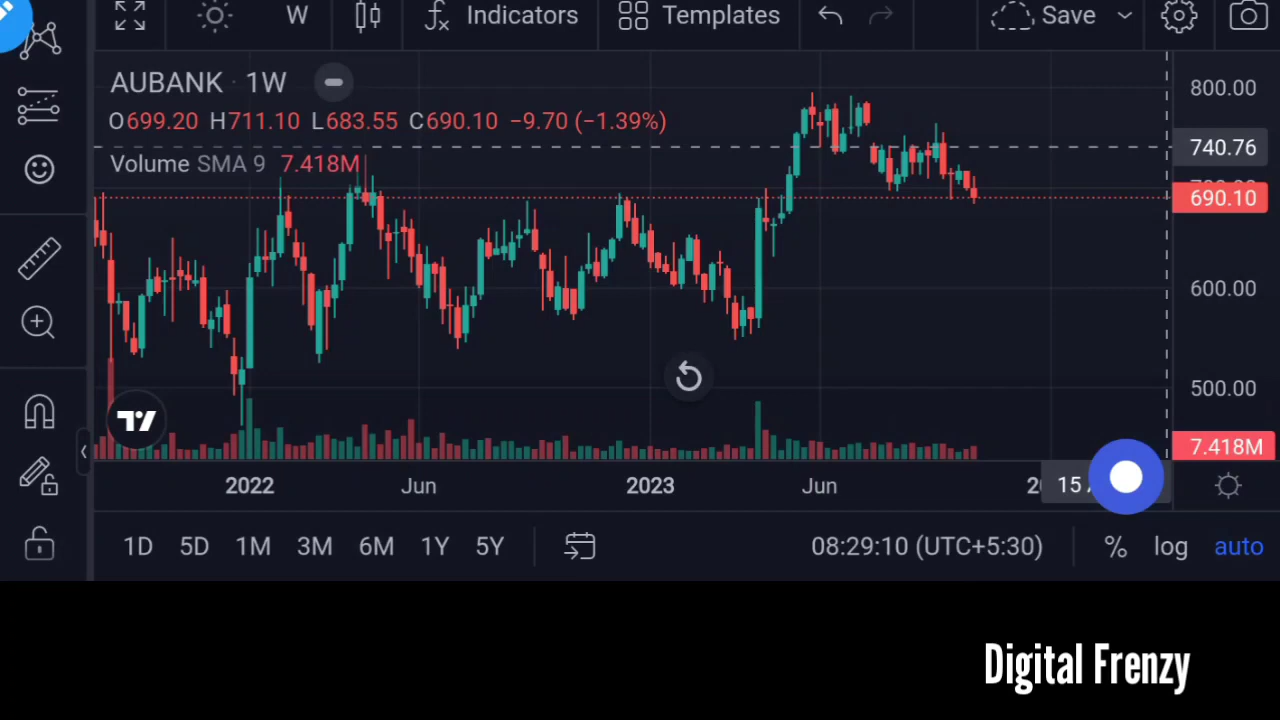 W Indicators Templates Save
AUBANK · 1W
O699.20 H711.10 L683.55 C690.10 −9.70 (−1.39%)
Volume SMA 9 7.418M
800.00
740.76
690.10
600.00
500.00
7.418M
2022 Jun 2023 Jun 15
1D 5D 1M 3M 6M 1Y 5Y 08:29:10 (UTC+5:30) % log auto
Digital Frenzy